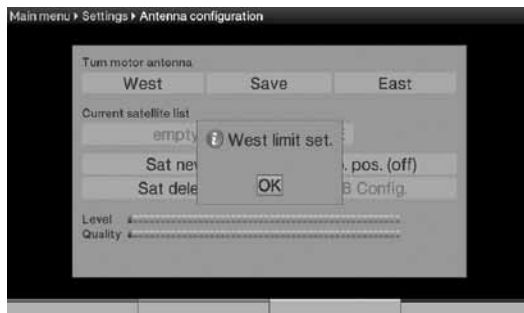 Main menu ▸ Settings ▸ Antenna configuration
Turn motor antenna
West Save East
Current satellite list
empty
West limit set.
Sat new . pos. (off)
Sat dele B Config.
OK
Level
Quality